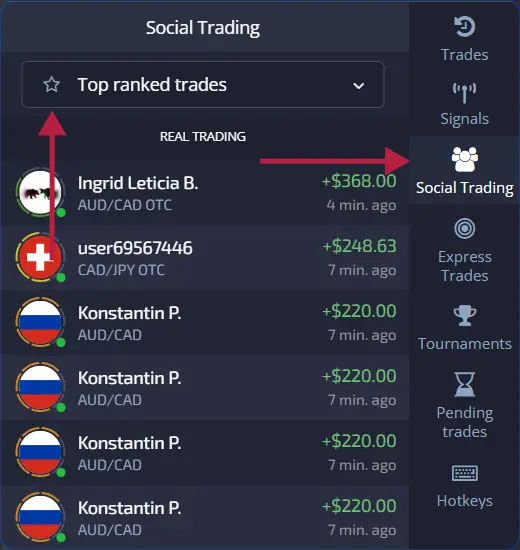 Social Trading
Top ranked trades
REAL TRADING
Ingrid Leticia B.
+$368.00
AUD/CAD OTC
4 min. ago
user69567446
+$248.63
CAD/JPY OTC
7 min. ago
Konstantin P.
+$220.00
AUD/CAD
7 min. ago
Konstantin P.
+$220.00
AUD/CAD
7 min. ago
Konstantin P.
+$220.00
AUD/CAD
7 min. ago
Konstantin P.
+$220.00
AUD/CAD
7 min. ago
Trades
Signals
Social Trading
Express
Trades
Tournaments
Pending
trades
Hotkeys